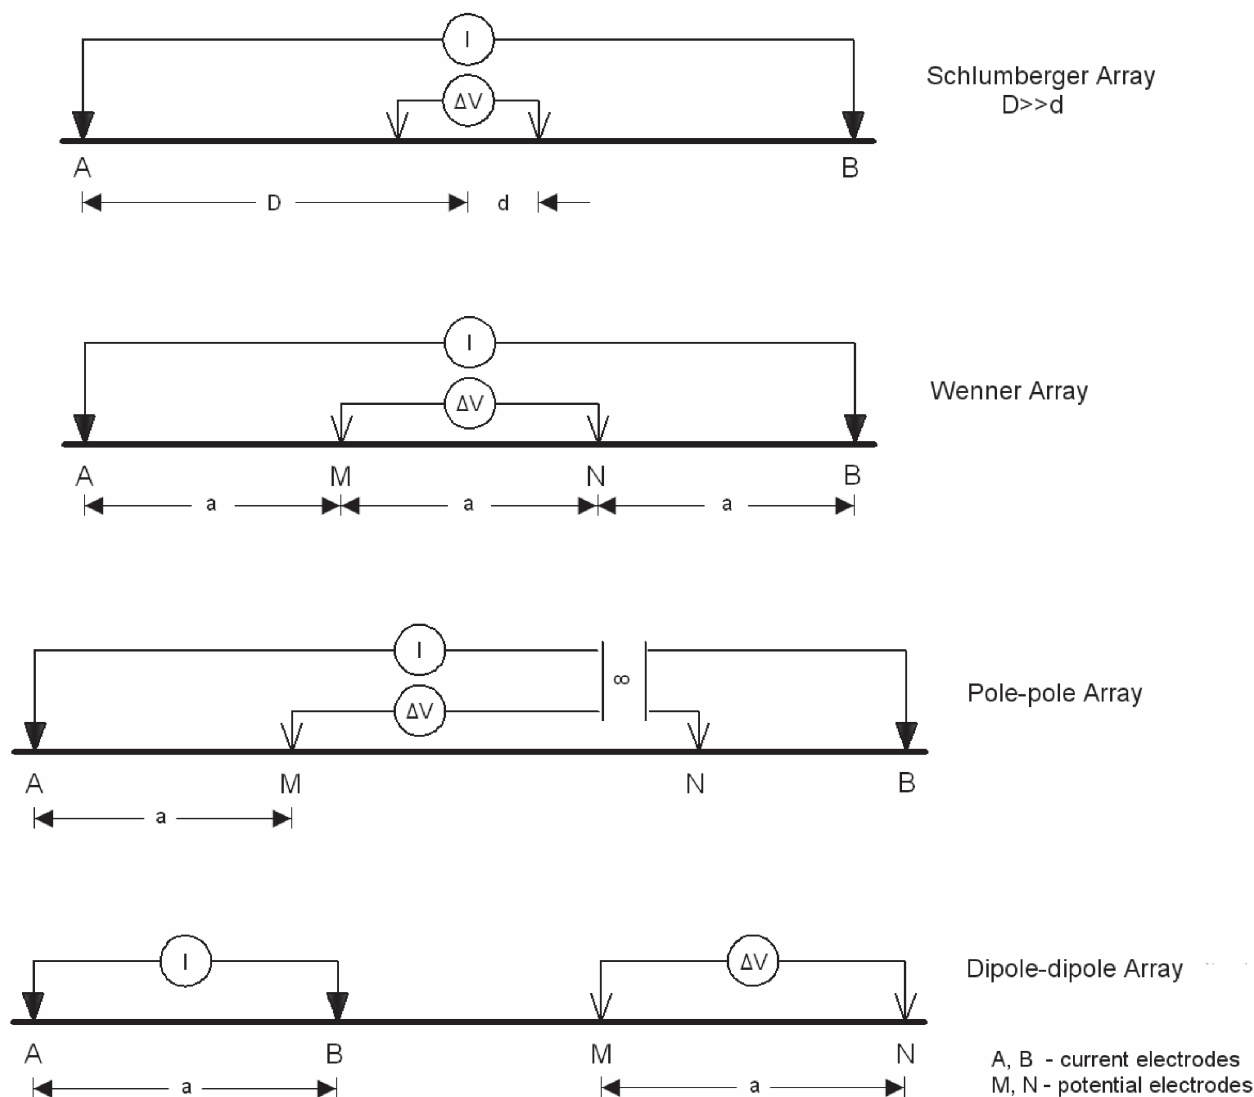 I
ΔV
Schlumberger Array
D>>d
A B
D d
I
ΔV
Wenner Array
A M N B
a a a
I
∞
ΔV
Pole-pole Array
A M N B
a
I ΔV
Dipole-dipole Array
A B M N
a a
A, B - current electrodes
M, N - potential electrodes